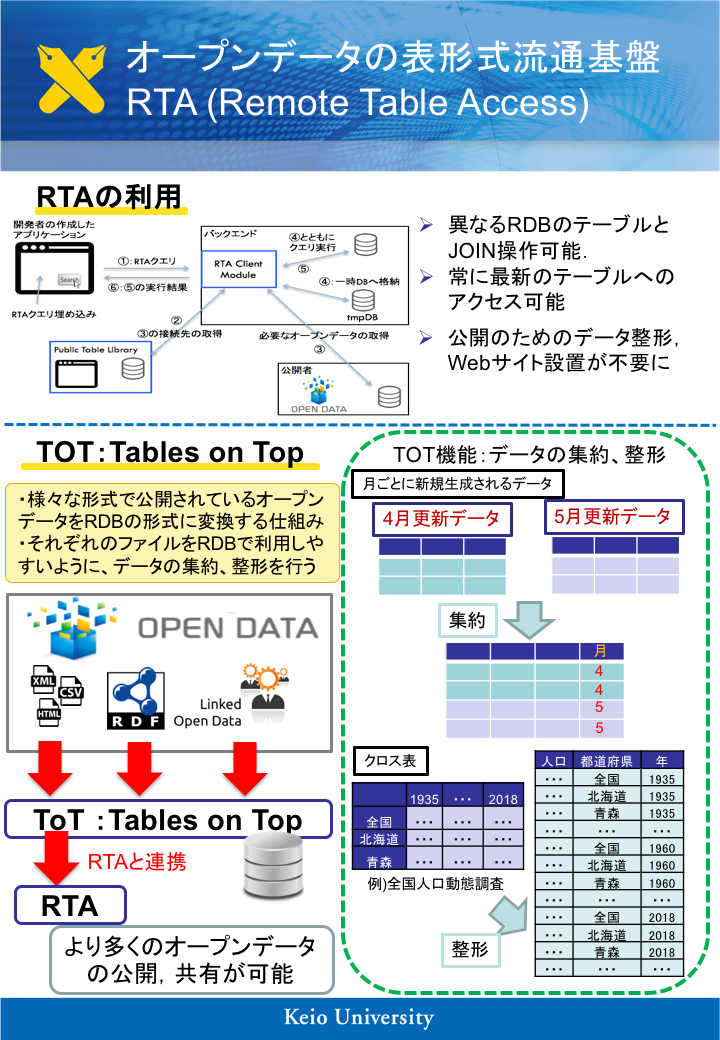 オープンデータの表形式流通基盤
RTA (Remote Table Access)
RTAの利用
開発者の作成した
アプリケーション
Search
RTAクエリ埋め込み
①：RTAクエリ
⑥：⑤の実行結果
バックエンド
RTA Client
Module
④とともに
クエリ実行
⑤
④：一時DBへ格納
tmpDB
②
③の接続先の取得
必要なオープンデータの取得
③
Public Table Library
公開者
OPEN DATA
➢ 異なるRDBのテーブルと
JOIN操作可能.
➢ 常に最新のテーブルへの
アクセス可能
➢ 公開のためのデータ整形,
Webサイト設置が不要に
TOT：Tables on Top
・様々な形式で公開されているオープン
データをRDBの形式に変換する仕組み
・それぞれのファイルをRDBで利用しや
すいように、データの集約、整形を行う
OPEN DATA
XML
CSV
HTML
RDF
Linked
Open Data
ToT ：Tables on Top
RTAと連携
RTA
より多くのオープンデータ
の公開，共有が可能
TOT機能：データの集約、整形
月ごとに新規生成されるデータ
4月更新データ
5月更新データ
集約
月
4
4
5
5
クロス表
1935 ・・・ 2018
全国 ・・・ ・・・ ・・・
北海道 ・・・ ・・・ ・・・
青森 ・・・ ・・・ ・・・
例)全国人口動態調査
整形
人口 都道府県 年
・・・ 全国 1935
・・・ 北海道 1935
・・・ 青森 1935
・・・ ・・・ ・・・
・・・ 全国 1960
・・・ 北海道 1960
・・・ 青森 1960
・・・ ・・・ ・・・
・・・ 全国 2018
・・・ 北海道 2018
・・・ 青森 2018
・・・ ・・・ ・・・
Keio University